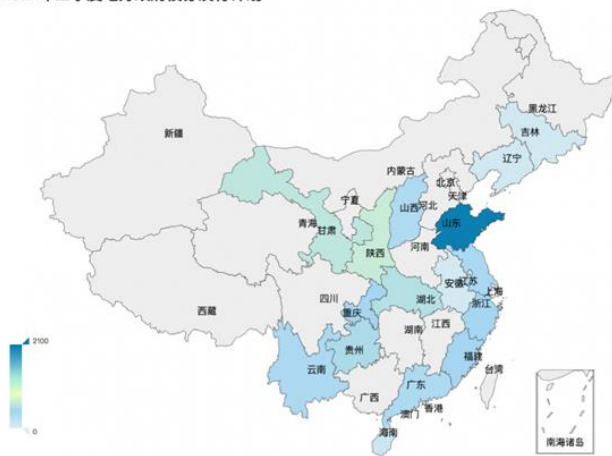 黑龙江
吉林
新疆
辽宁
内蒙古
北京
天津
宁夏
山西
河北
青海
山东
甘肃
河南
陕西
江苏
安徽
上海
西藏
四川
湖北
重庆
浙江
湖南
江西
2100
贵州
福建
云南
台湾
广西
广东
香港
澳门
0
海南
南海诸岛